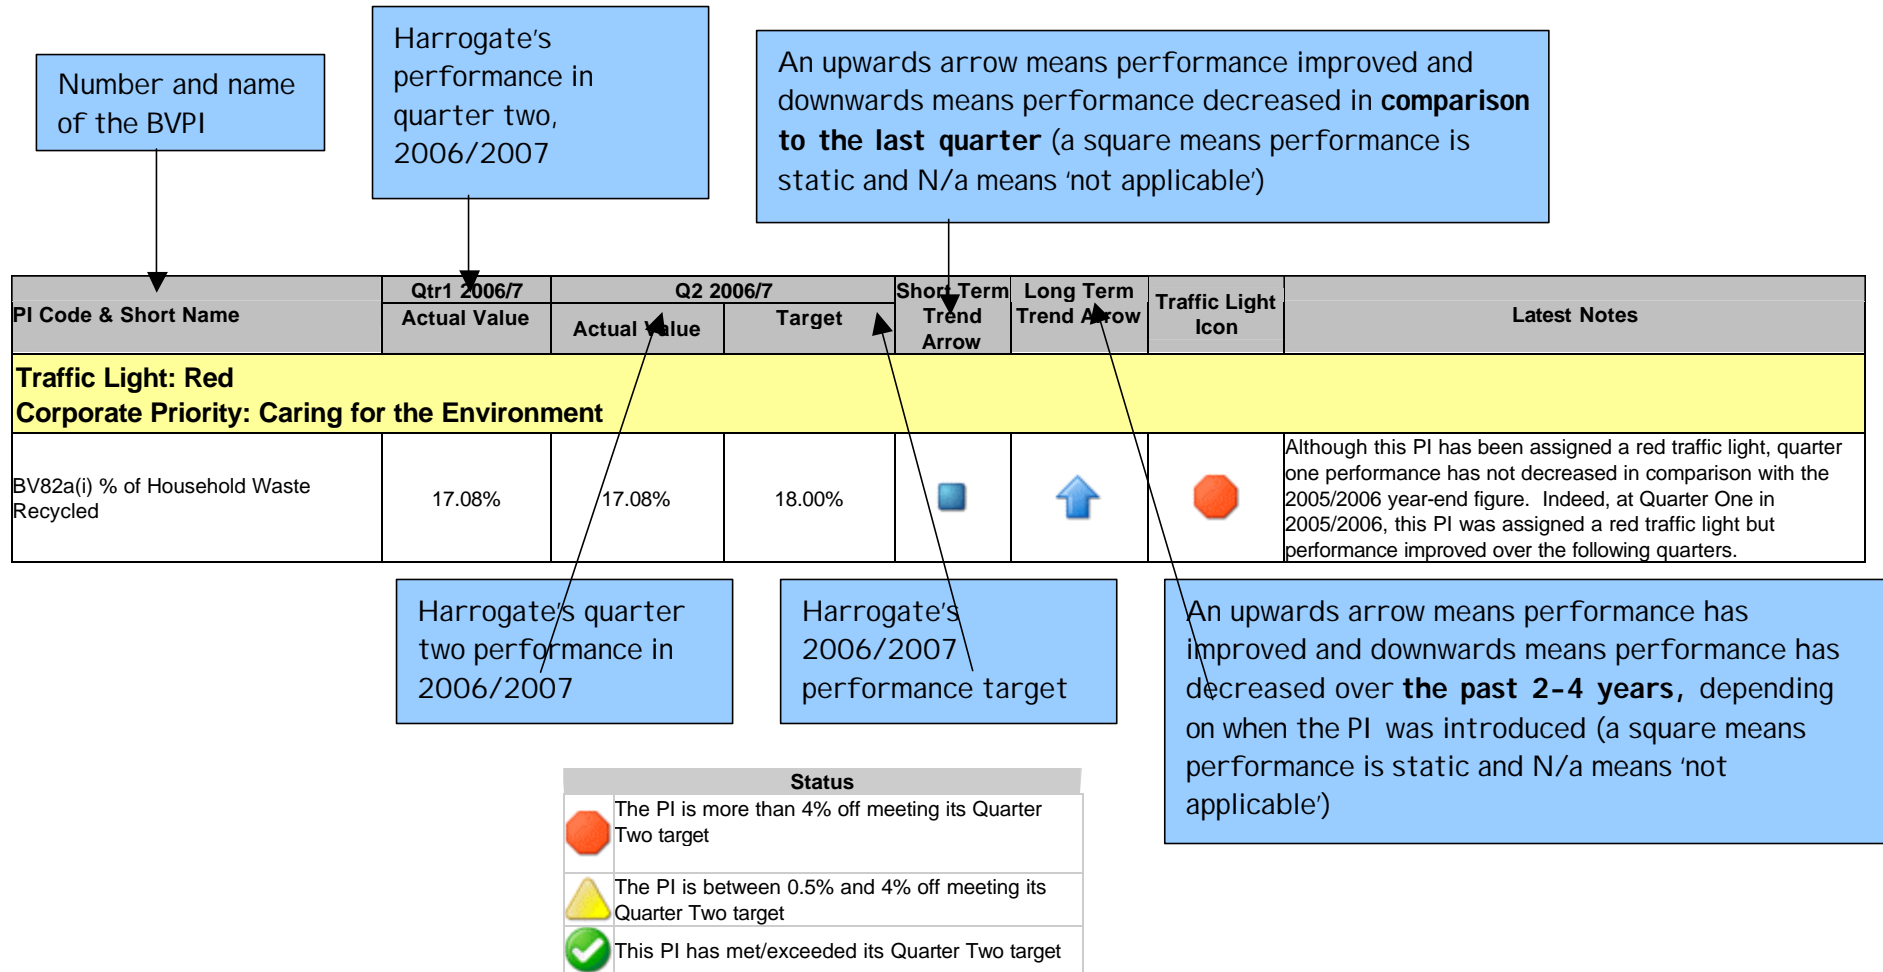 Number and name
of the BVPI
Harrogate's
performance in
quarter two,
2006/2007
An upwards arrow means performance improved and
downwards means performance decreased in comparison
to the last quarter (a square means performance is
static and N/a means 'not applicable')
PI Code & Short Name
Qtr1 2006/7
Actual Value
Q2 2006/7
Actual Value
Target
Short Term
Trend
Arrow
Long Term
Trend Arrow
Traffic Light
Icon
Latest Notes
Traffic Light: Red
Corporate Priority: Caring for the Environment
BV82a(i) % of Household Waste
Recycled
17.08%
17.08%
18.00%
Although this PI has been assigned a red traffic light, quarter
one performance has not decreased in comparison with the
2005/2006 year-end figure. Indeed, at Quarter One in
2005/2006, this PI was assigned a red traffic light but
performance improved over the following quarters.
Harrogate's quarter
two performance in
2006/2007
Harrogate's
2006/2007
performance target
An upwards arrow means performance has
improved and downwards means performance has
decreased over the past 2-4 years, depending
on when the PI was introduced (a square means
performance is static and N/a means 'not
applicable')
Status
The PI is more than 4% off meeting its Quarter
Two target
The PI is between 0.5% and 4% off meeting its
Quarter Two target
This PI has met/exceeded its Quarter Two target